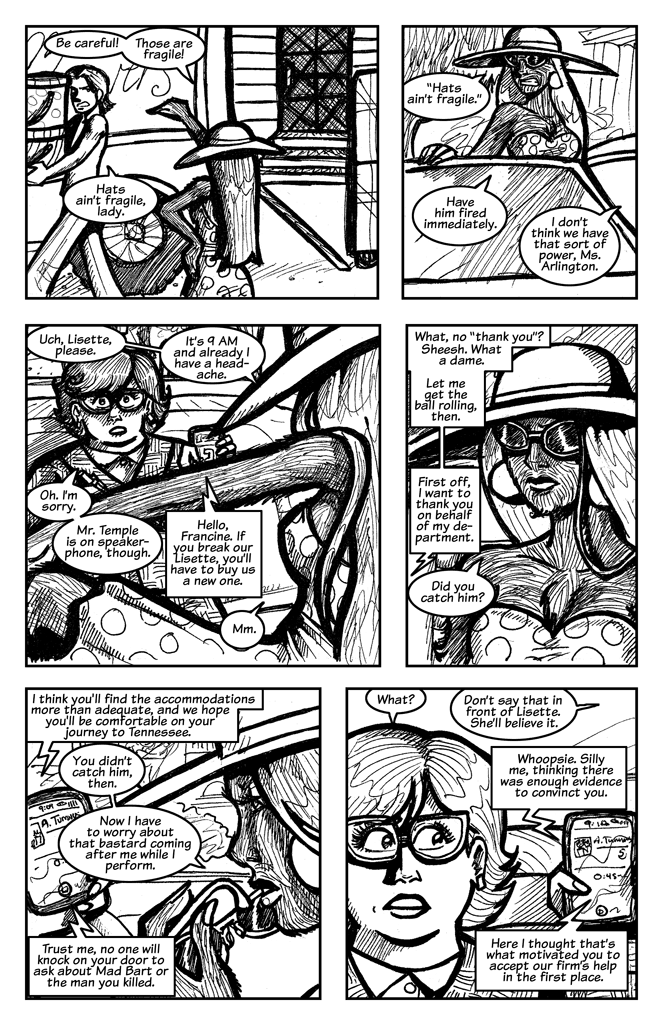 Be careful!
Those are
fragile!
Hats
ain't fragile,
lady.
"Hats
ain't fragile."
Have
him fired
immediately.
I don't
think we have
that sort of
power, Ms.
Arlington.
Uch, Lisette,
please.
It's 9 AM
and already I
have a head-
ache.
Oh. I'm
sorry.
Mr. Temple
is on speaker-
phone, though.
Hello,
Francine. If
you break our
Lisette, you'll
have to buy us
a new one.
Mm.
What, no "thank you"?
Sheesh. What
a dame.
Let me
get the
ball rolling,
then.
First off,
I want to
thank you
on behalf
of my de-
partment.
Did you
catch him?
I think you'll find the accommodations
more than adequate, and we hope
you'll be comfortable on your
journey to Tennessee.
You didn't
catch him,
then.
9:09
A.
Now I have
to worry about
that bastard coming
after me while I
perform.
Trust me, no one will
knock on your door to
ask about Mad Bart or
the man you killed.
What?
Don't say that in
front of Lisette.
She'll believe it.
Whoopsie. Silly
me, thinking there
was enough evidence
to convince you.
Here I thought that's
what motivated you to
accept our firm's help
in the first place.